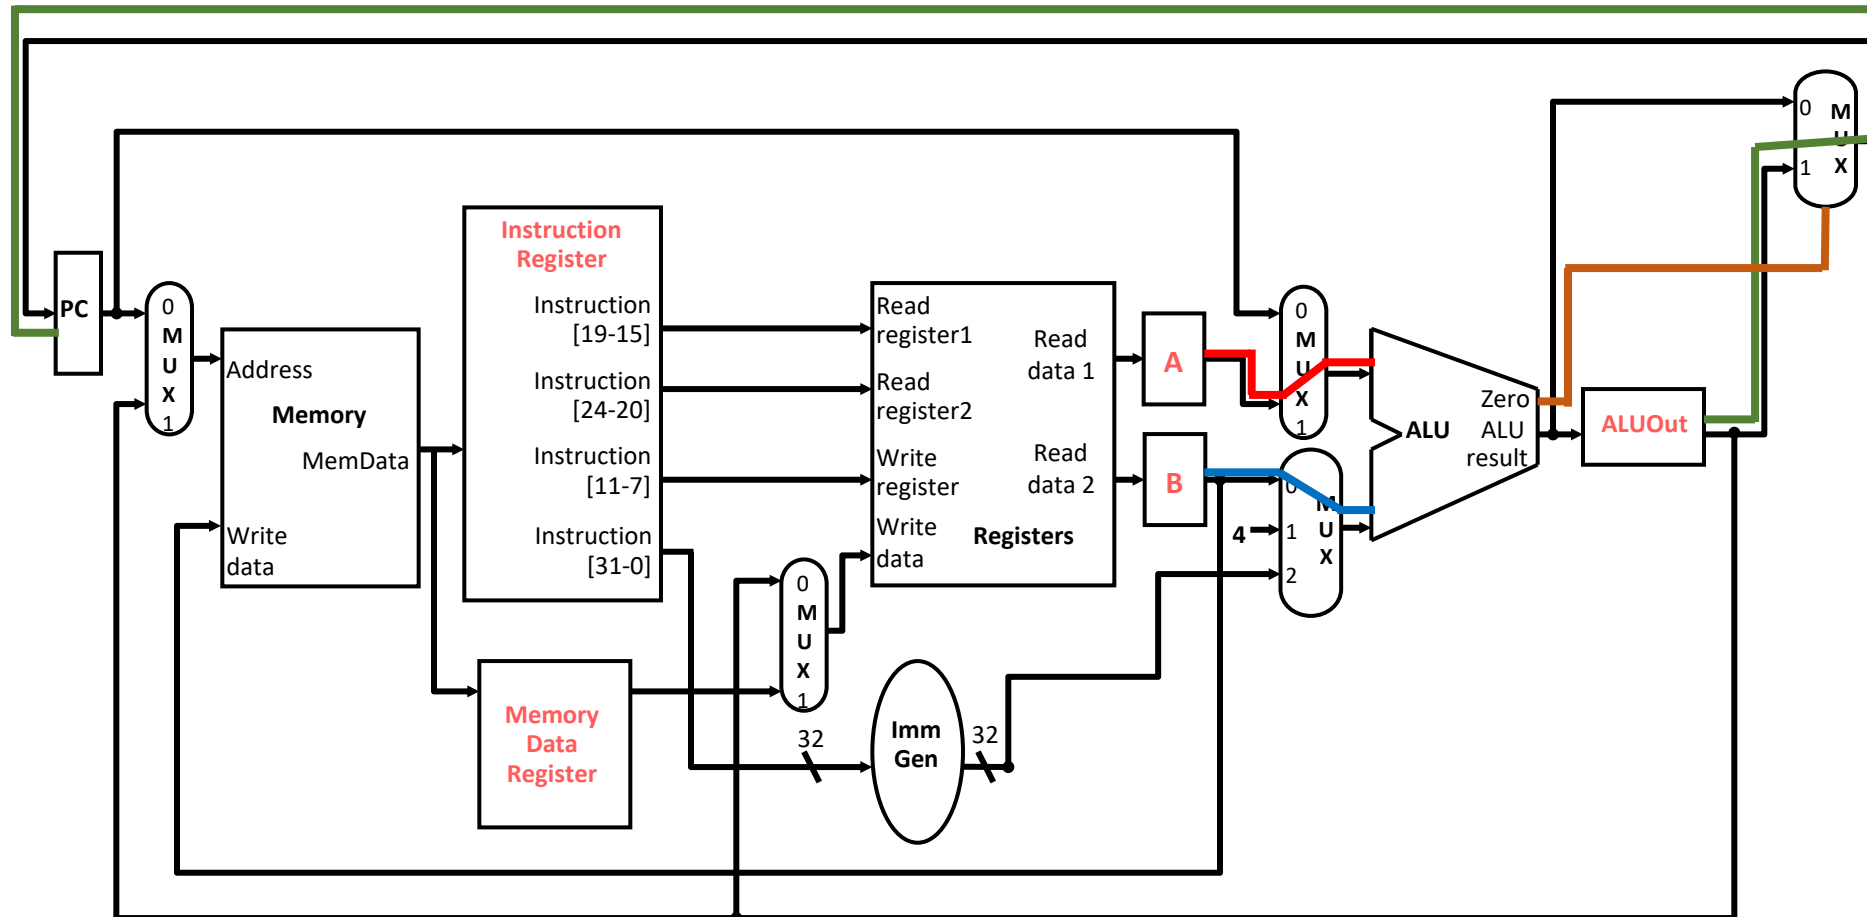 PC
0
M
U
X
1
Address
Memory
MemData
Write
data
Instruction
Register
Instruction
[19-15]
Instruction
[24-20]
Instruction
[11-7]
Instruction
[31-0]
Memory
Data
Register
0
M
U
X
1
32
Imm
Gen
32
Read
register1
Read
register2
Write
register
Write
data
Read
data 1
Read
data 2
Registers
A
B
0
M
U
X
1
0
M
4 1 U
X
2
ALU
Zero
ALU
result
ALUOut
0 M
U
1 X